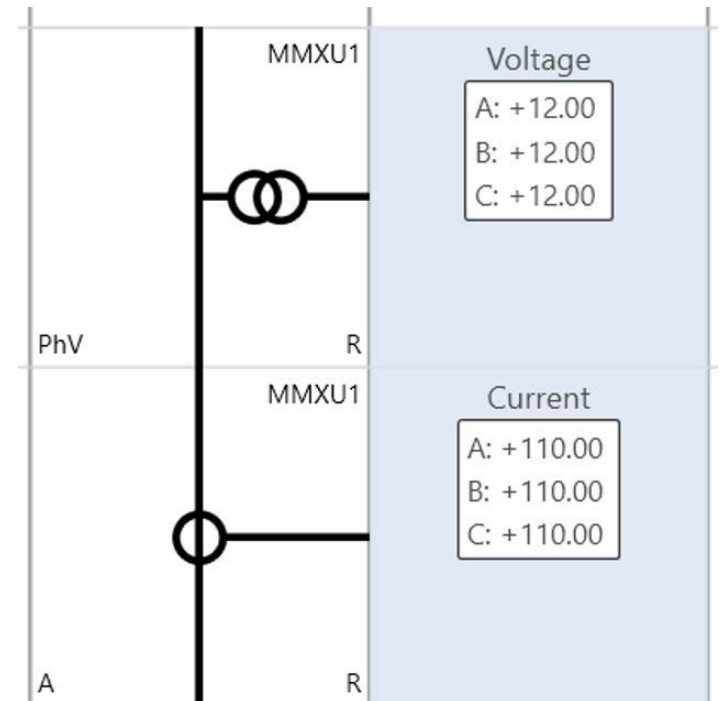 MMXU1
Voltage
A: +12.00
B: +12.00
C: +12.00
PhV
R
MMXU1
Current
A: +110.00
B: +110.00
C: +110.00
A
R